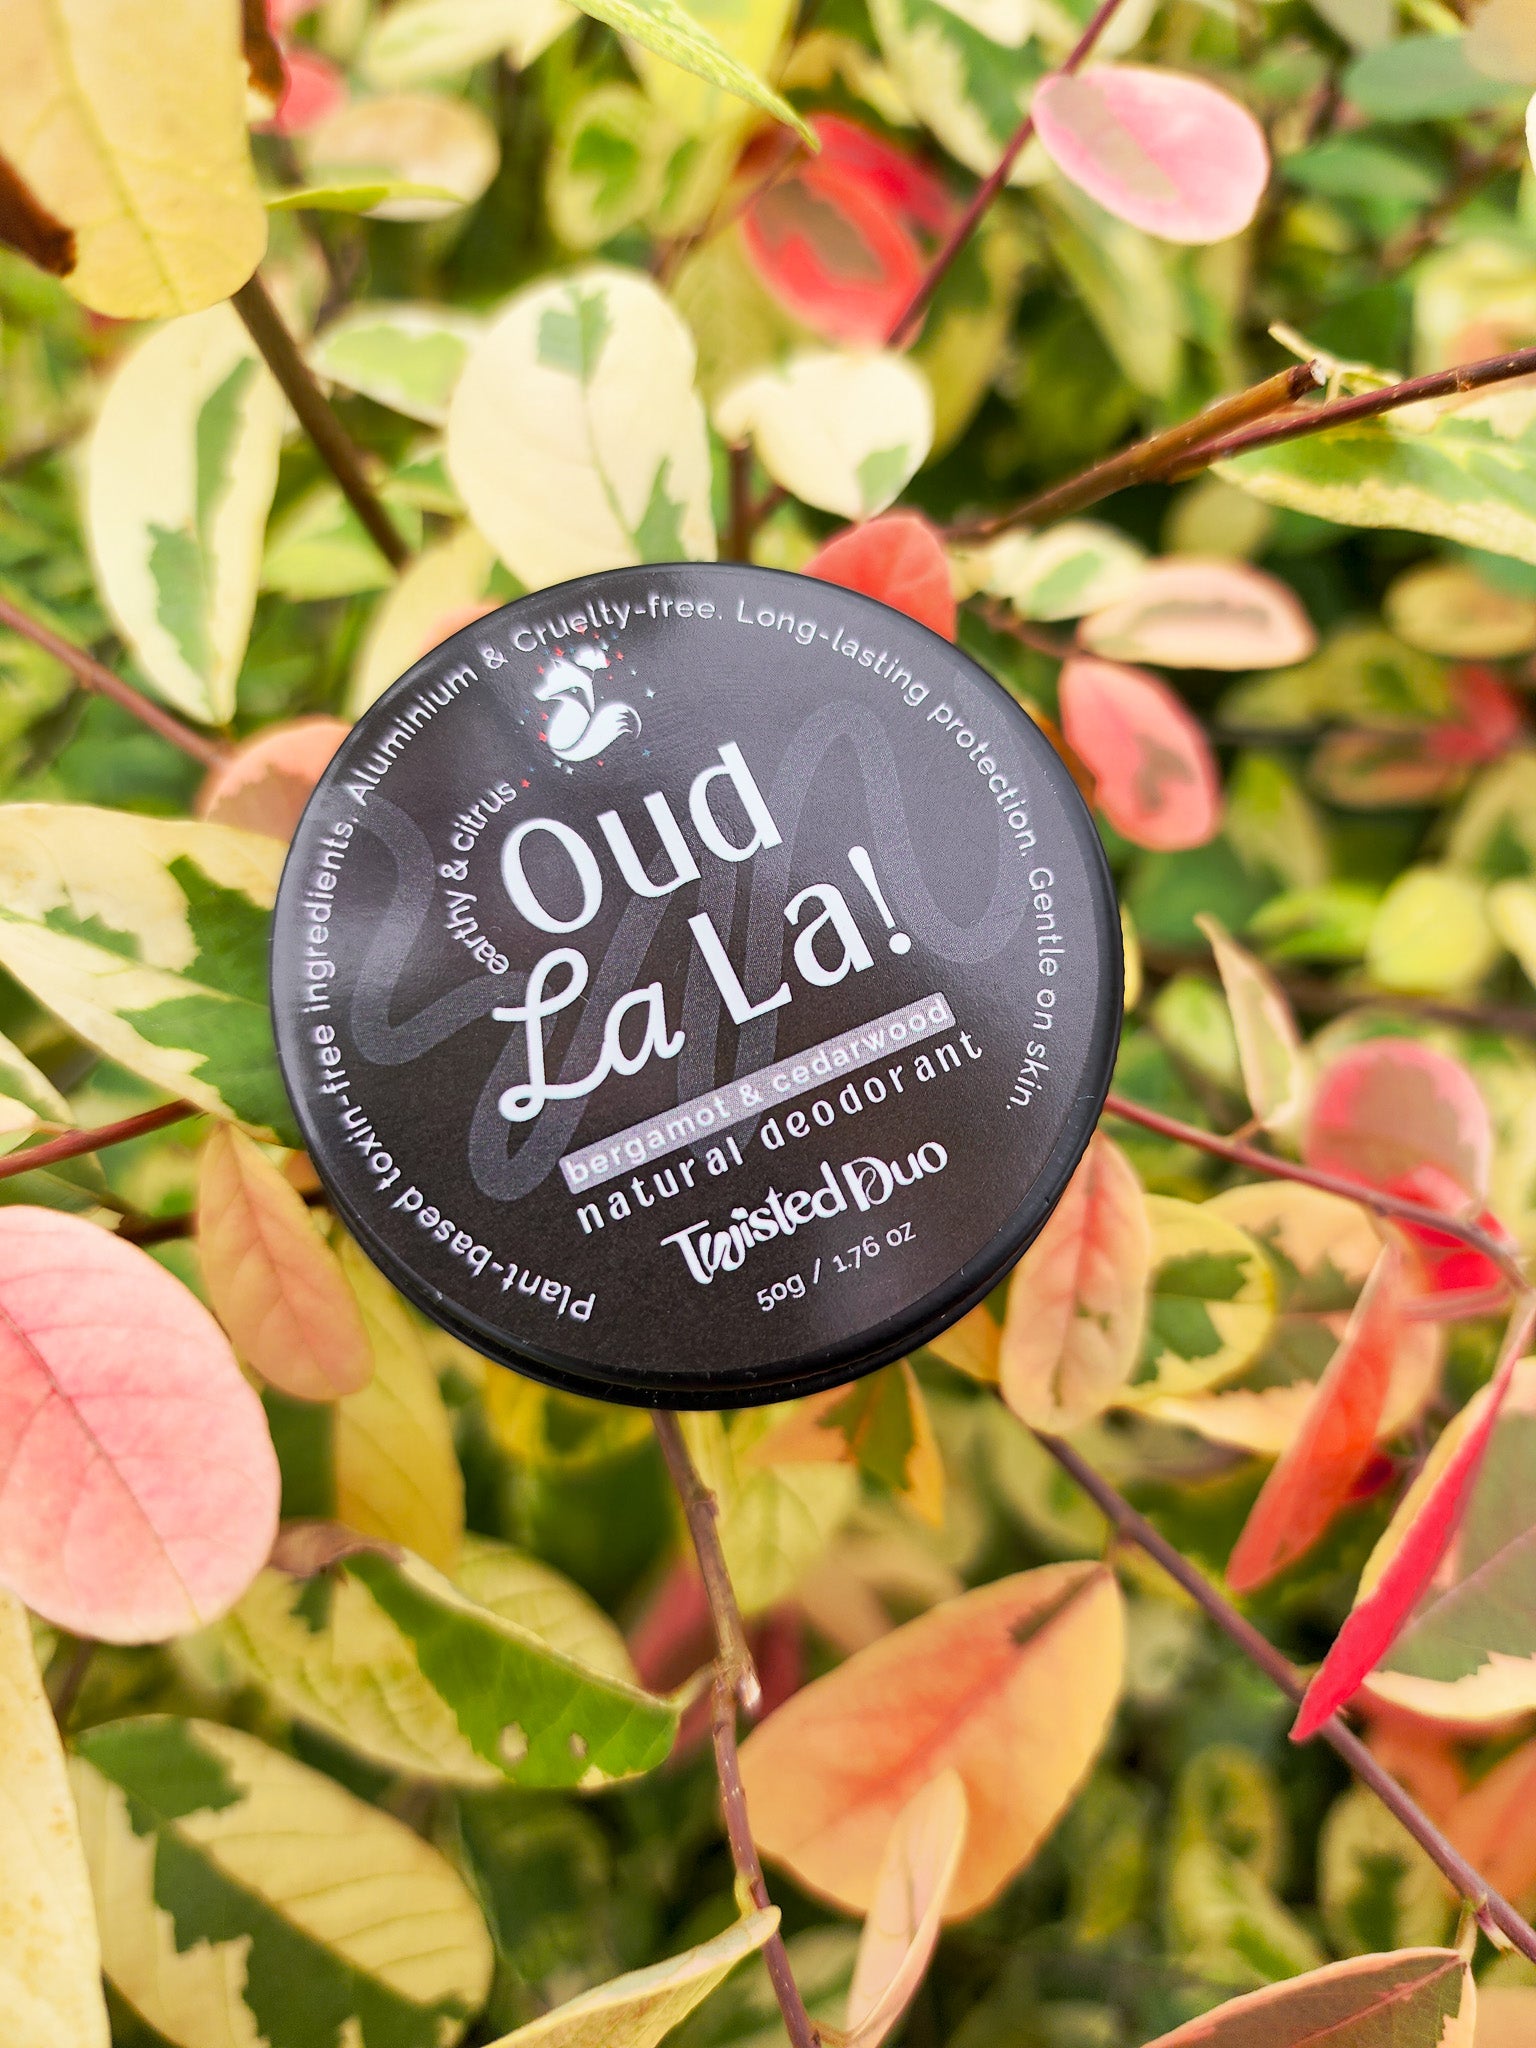 Plant-based toxin-free ingredients. Aluminium & Cruelty-free. Long-lasting protection. Gentle on skin.
earthy & citrus
Oud
La La!
bergamot & cedarwood
natural deodorant
Twisted Duo
50g / 1.76 oz